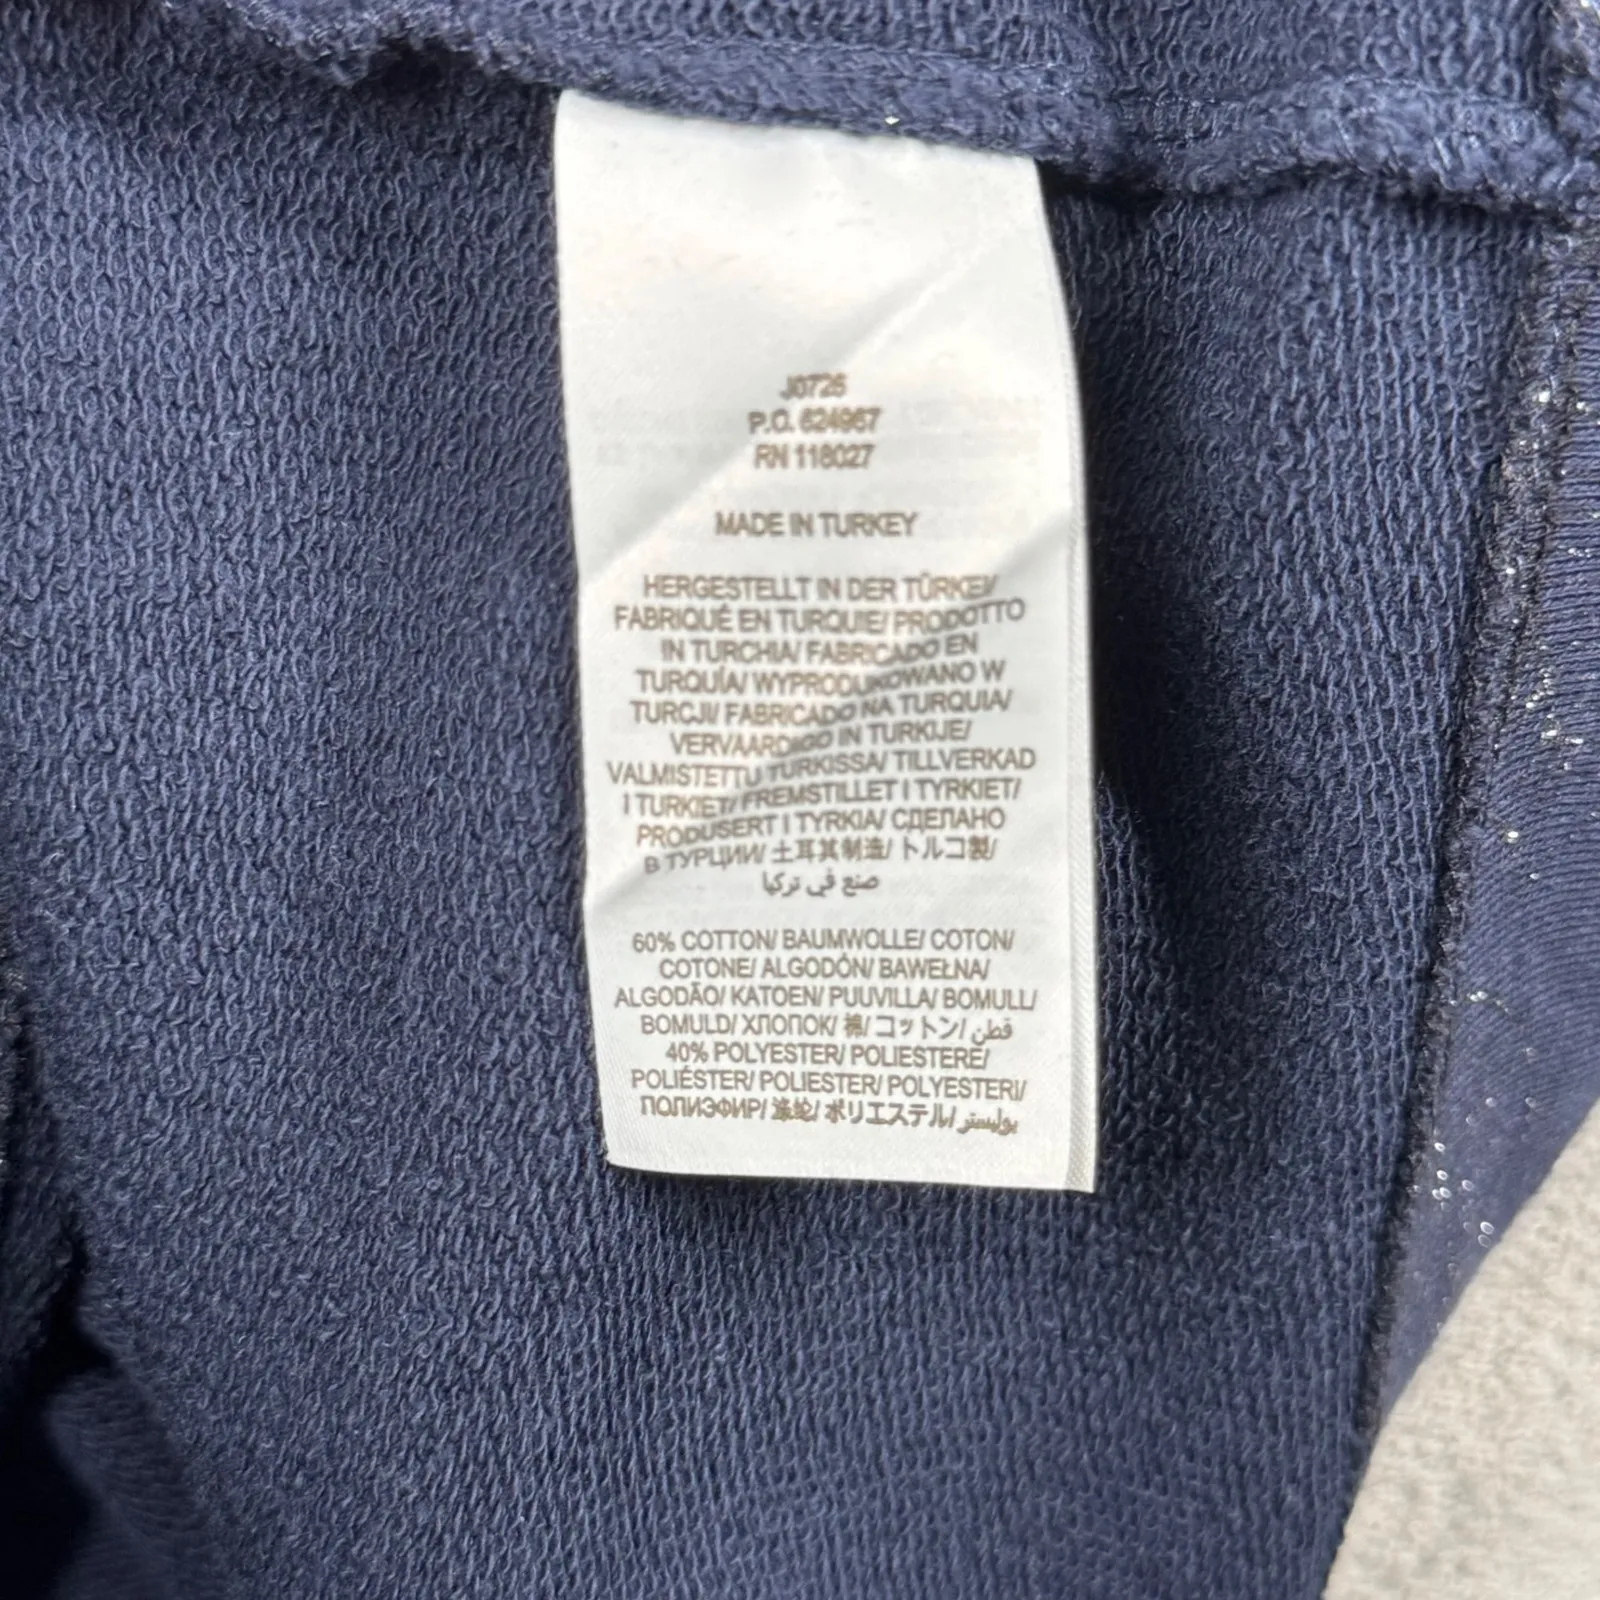 J0726
P.O. 624967
RN 118027
MADE IN TURKEY
HERGESTELLT IN DER TÜRKEI/
FABRIQUÉ EN TURQUIE/ PRODOTTO
IN TURCHIA/ FABRICADO EN
TURQUÍA/ WYPRODUKOWANO W
TURCJI/ FABRICADO NA TURQUIA/
VERVAARDIGD IN TURKIJE/
VALMISTETTU TURKISSA/ TILLVERKAD
I TURKIET/ FREMSTILLET I TYRKIET/
PRODUSERT I TYRKIA/ СДЕЛАНО
В ТУРЦИИ/ 土耳其制造/ トルコ製/
صنع في تركيا
60% COTTON/ BAUMWOLLE/ COTON/
COTONE/ ALGODÓN/ BAWEŁNA/
ALGODÃO/ KATOEN/ PUUVILLA/ BOMULL/
BOMULD/ ХЛОПОК/ 棉/ コットン/ قطن
40% POLYESTER/ POLIESTERE/
POLIÉSTER/ POLIESTER/ POLYESTERI/
ПОЛИЭФИР/ 涤纶/ ポリエステル/ بوليستر